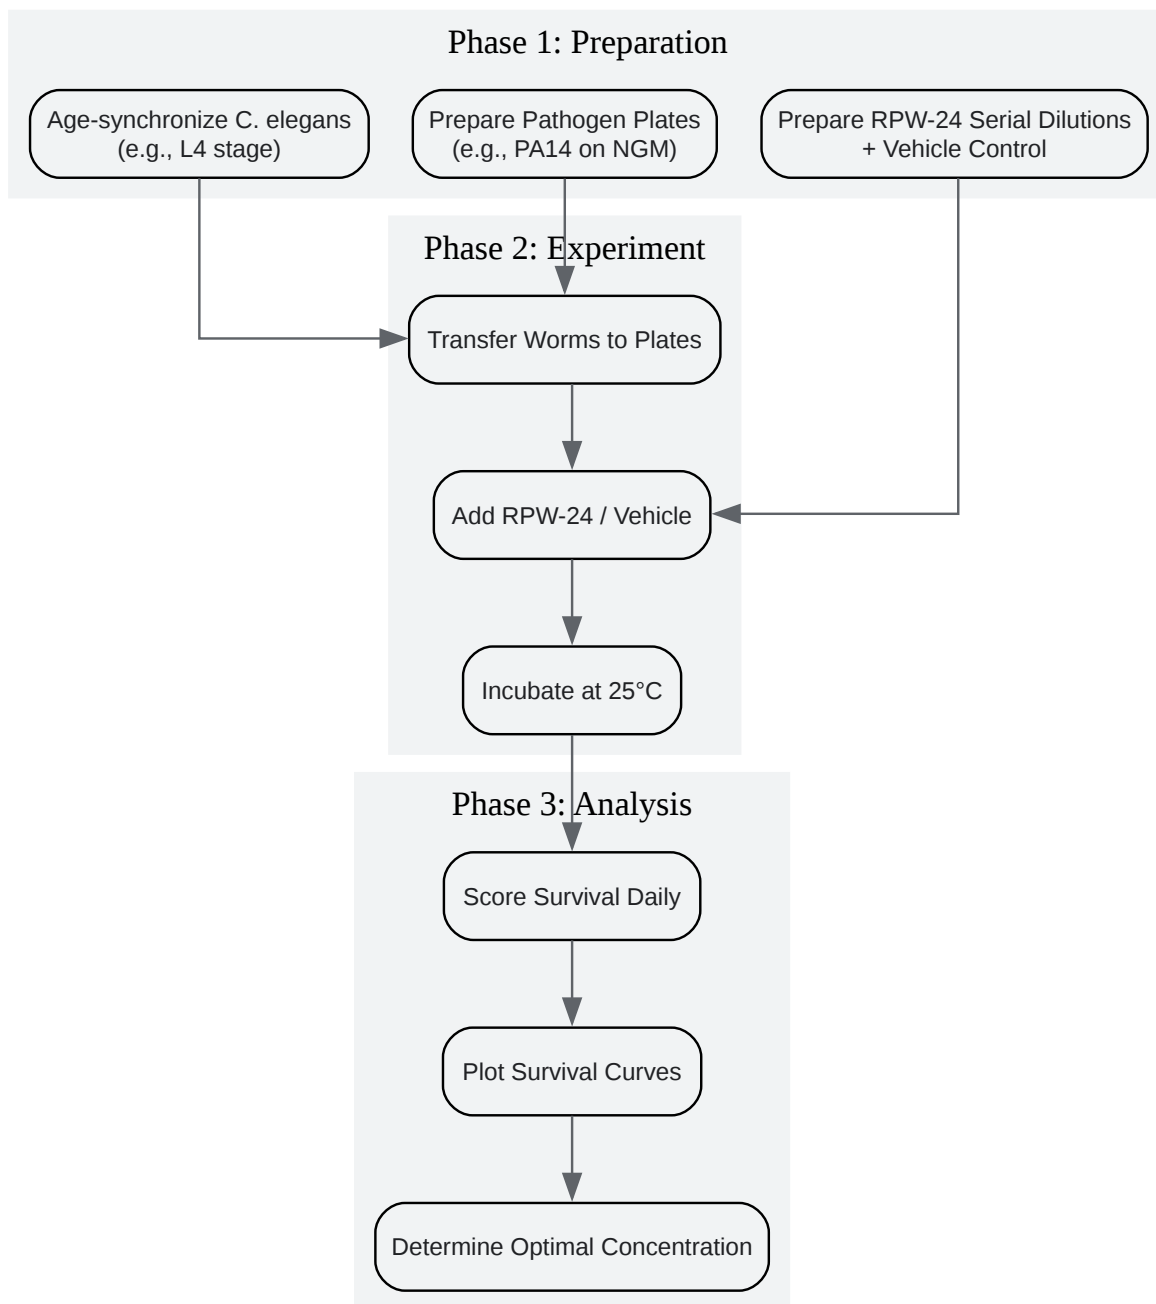 Phase 1: Preparation
Age-synchronize C. elegans
(e.g., L4 stage)
Prepare Pathogen Plates
(e.g., PA14 on NGM)
Prepare RPW-24 Serial Dilutions
+ Vehicle Control
Phase 2: Experiment
Transfer Worms to Plates
Add RPW-24 / Vehicle
Incubate at 25°C
Phase 3: Analysis
Score Survival Daily
Plot Survival Curves
Determine Optimal Concentration